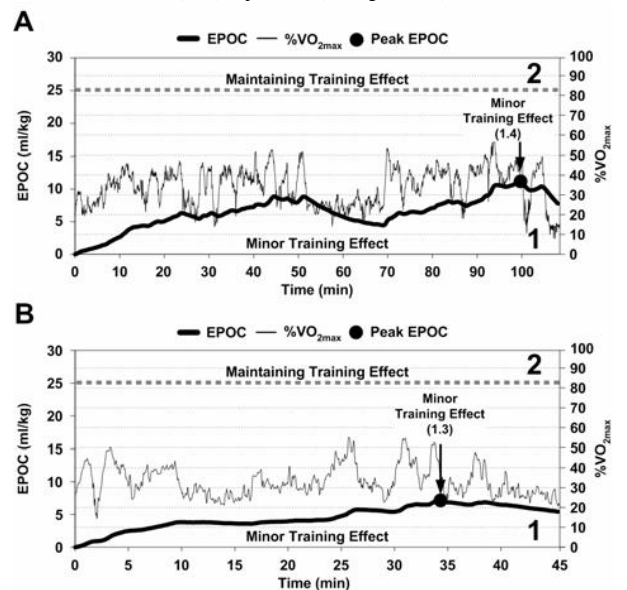 A
EPOC %VO2max Peak EPOC
30 100
2
90
Maintaining Training Effect
25 80
Minor
Training Effect
(1.4)
20 70
60
15 50
40
10 30
5 20
10
Minor Training Effect 1
0 0
EPOC (ml/kg)
%VO2max
0 10 20 30 40 50 60 70 80 90 100
Time (min)
B
EPOC %VO2max Peak EPOC
30 100
2
90
Maintaining Training Effect
25 80
Minor
Training Effect
(1.3)
20 70
60
15 50
40
10 30
5 20
10
Minor Training Effect 1
0 0
EPOC (ml/kg)
%VO2max
0 5 10 15 20 25 30 35 40 45
Time (min)